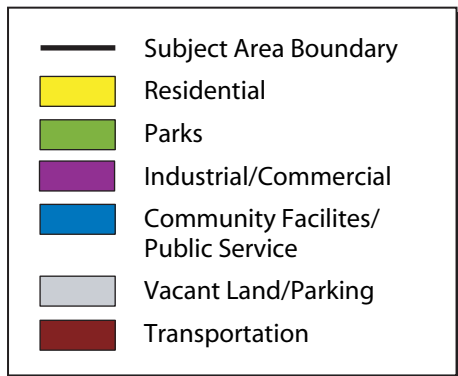 Subject Area Boundary
Residential
Parks
Industrial/Commercial
Community Facilites/
Public Service
Vacant Land/Parking
Transportation